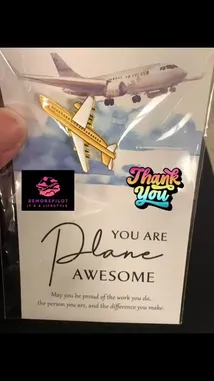 Thank
You
BEMOREPILOT
IT'S A LIFESTYLE
YOU ARE
Plane
AWESOME
May you be proud of the work you do,
the person you are, and the difference you make.